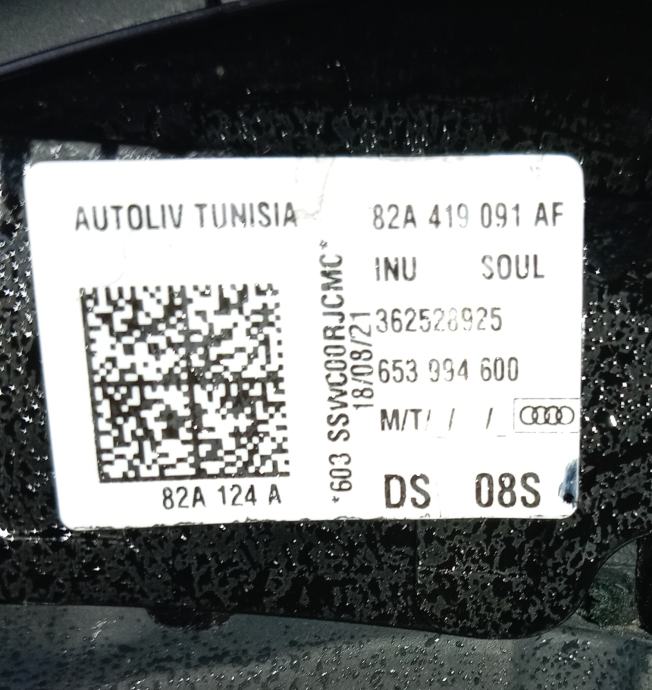 AUTOLIV TUNISIA
82A 124 A
*603 SSWC00RJCMC*
18/08/21
82A 419 091 AF
INU SOUL
362528925
653 994 600
M/T/ / /_
DS 08S